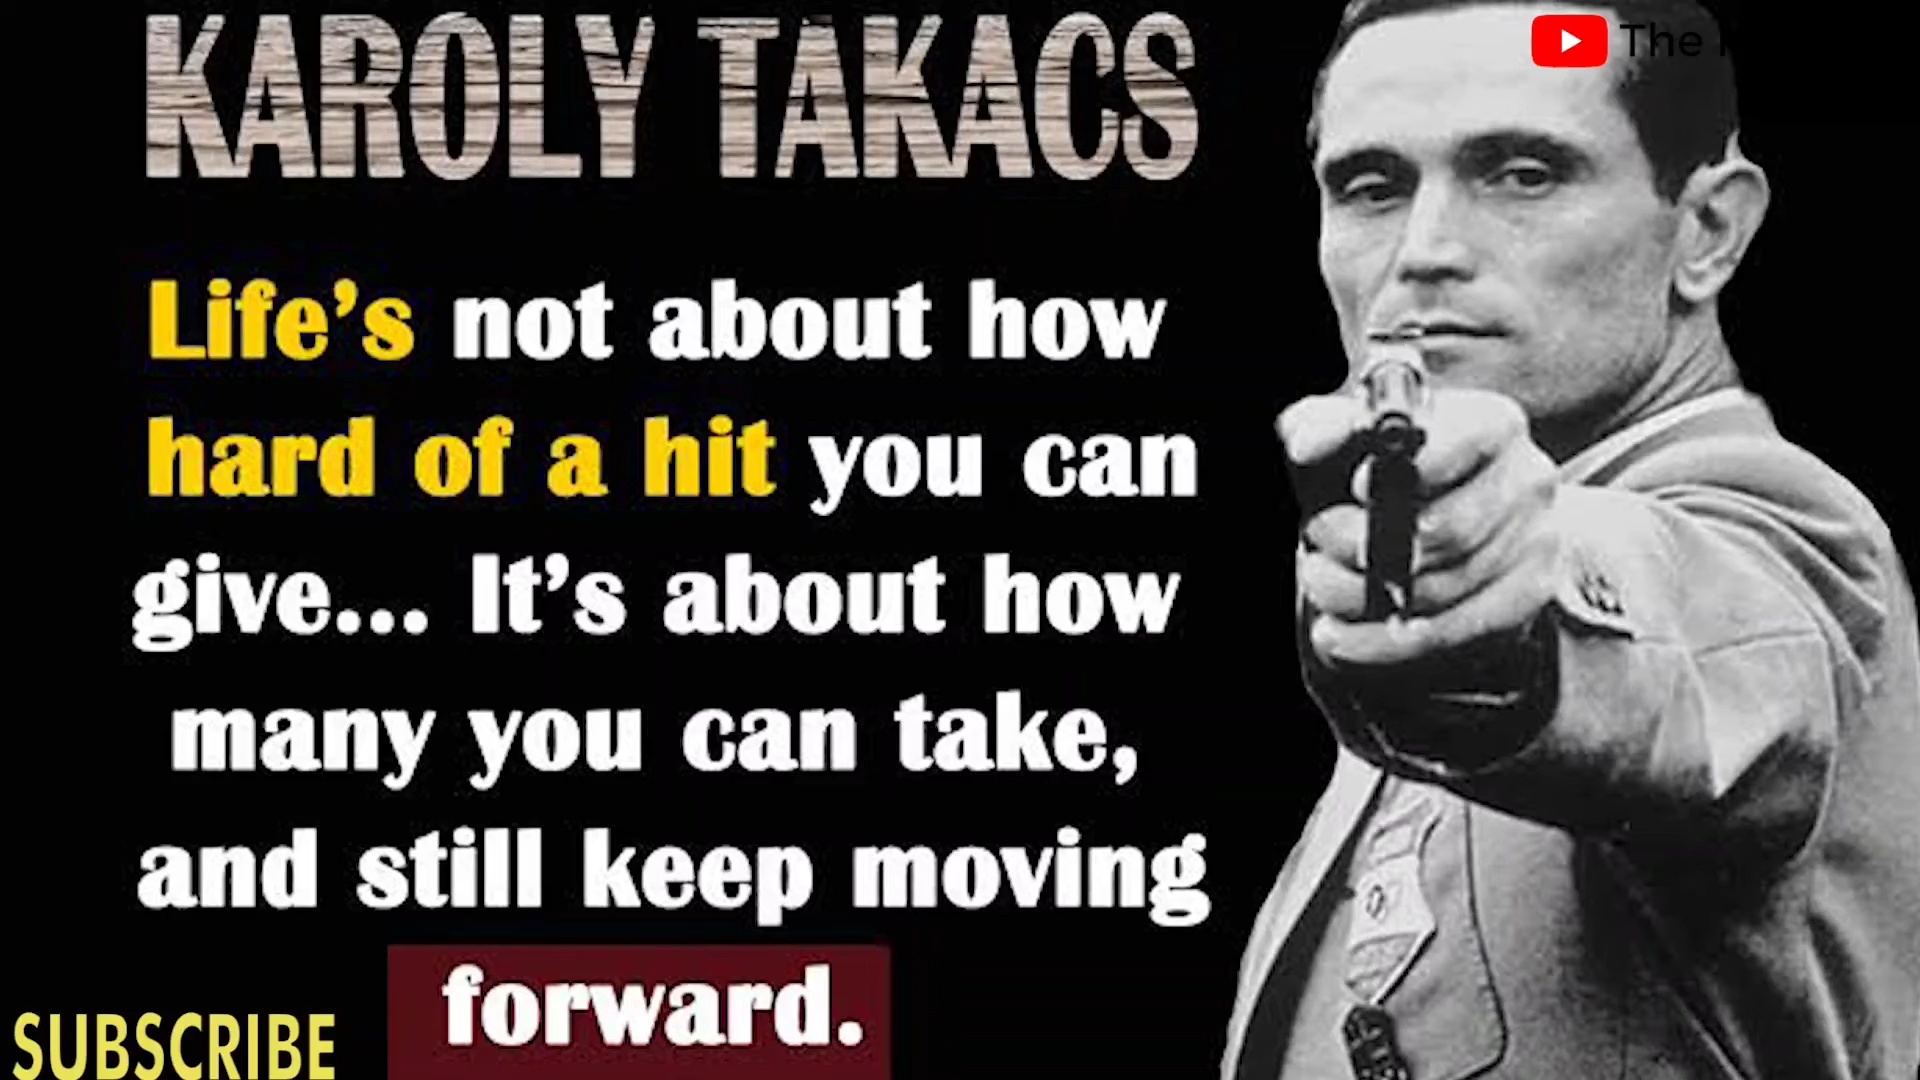 KAROLY TAKACS
The
Life's not about how
hard of a hit you can
give... It's about how
many you can take,
and still keep moving
forward.
SUBSCRIBE